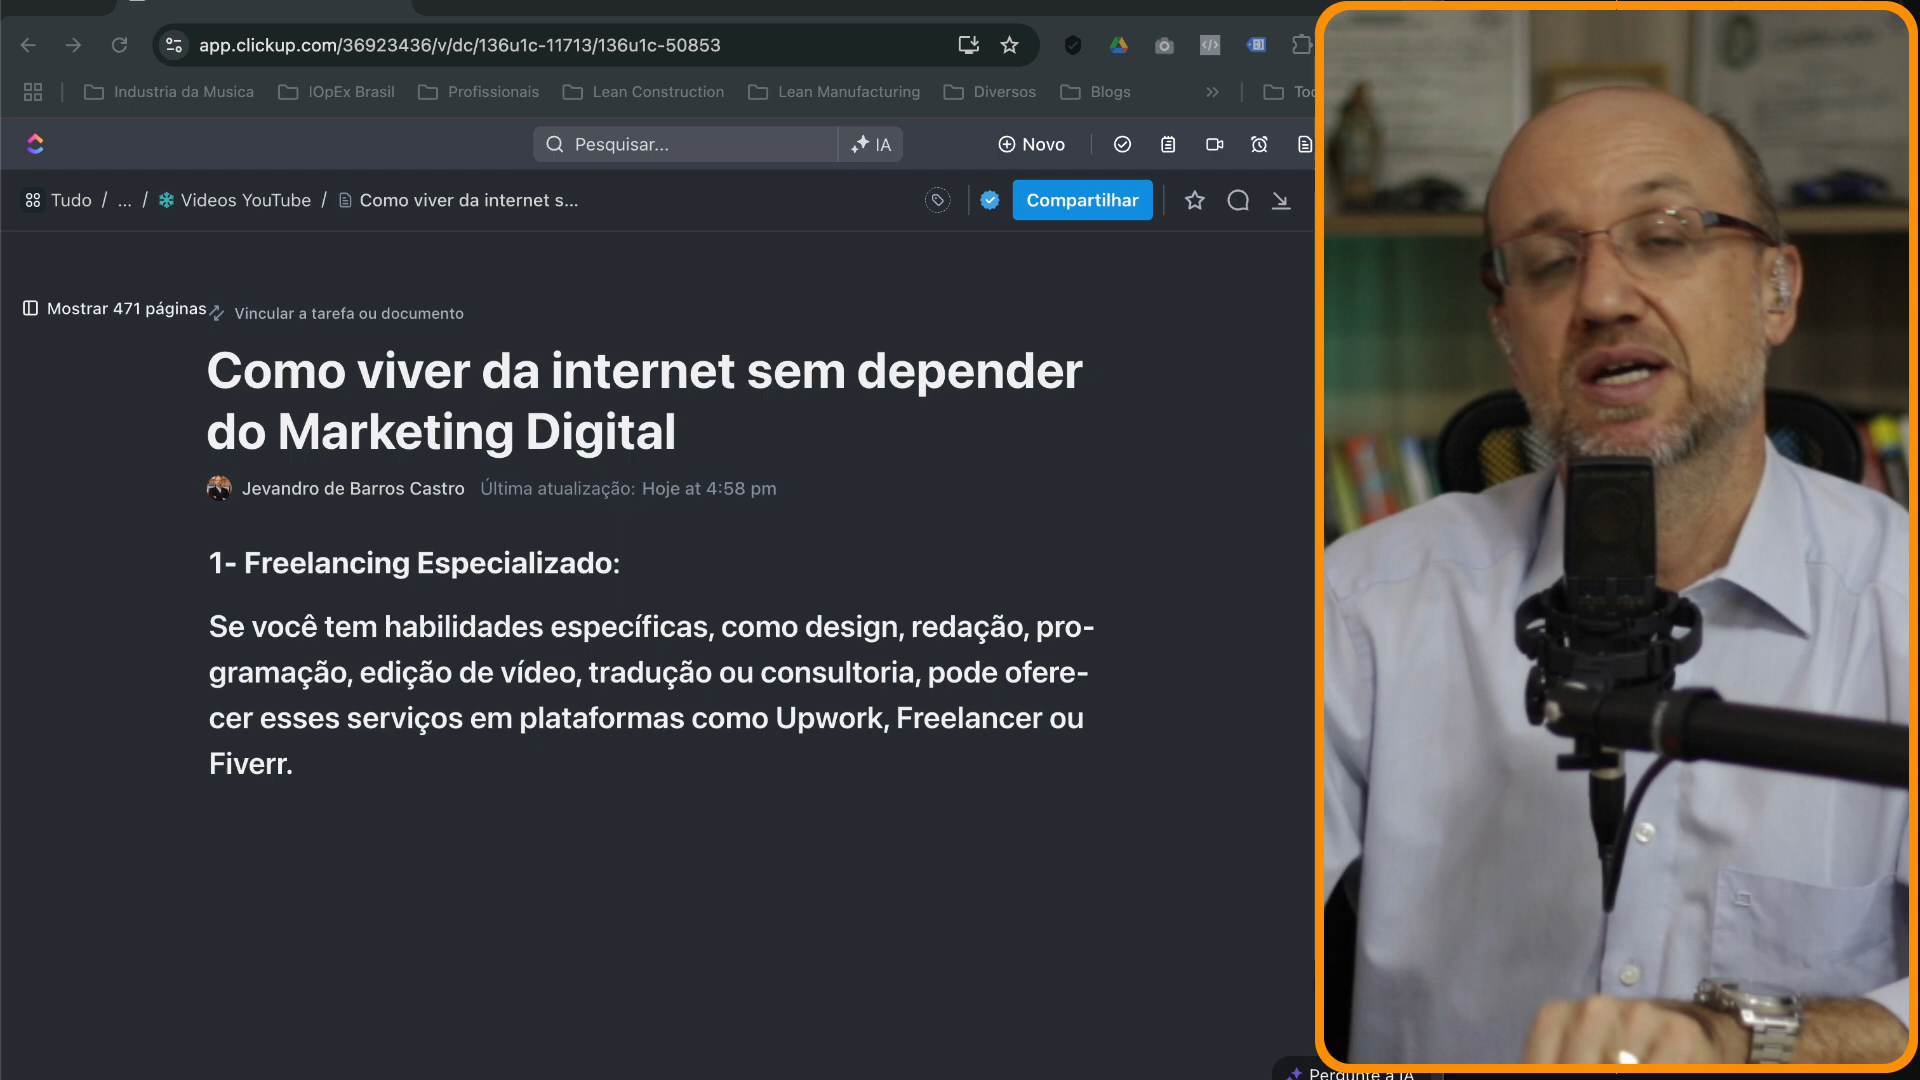 app.clickup.com/36923436/v/dc/136u1c-11713/136u1c-50853
Industria da Musica
IOpEx Brasil
Profissionais
Lean Construction
Lean Manufacturing
Diversos
Blogs
Pesquisar...
IA
Novo
Tudo / ... / Videos YouTube / Como viver da internet s...
Compartilhar
Mostrar 471 páginas
Vincular a tarefa ou documento
Como viver da internet sem depender
do Marketing Digital
Jevandro de Barros Castro Última atualização: Hoje at 4:58 pm
1- Freelancing Especializado:
Se você tem habilidades específicas, como design, redação, pro-
gramação, edição de vídeo, tradução ou consultoria, pode ofere-
cer esses serviços em plataformas como Upwork, Freelancer ou
Fiverr.
Pergunte a IA